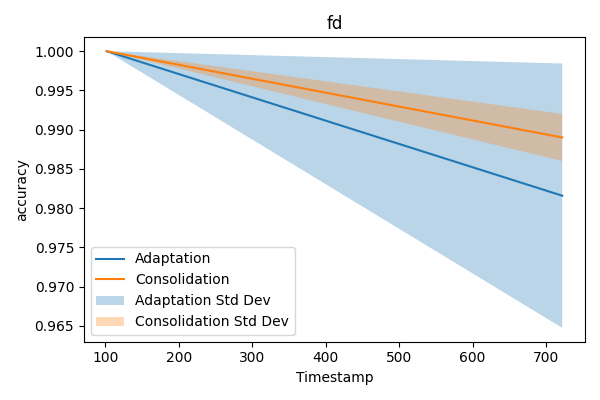 fd
1.000
0.995
0.990
0.985
0.980
0.975
0.970
0.965
accuracy
Adaptation
Consolidation
Adaptation Std Dev
Consolidation Std Dev
100 200 300 400 500 600 700
Timestamp